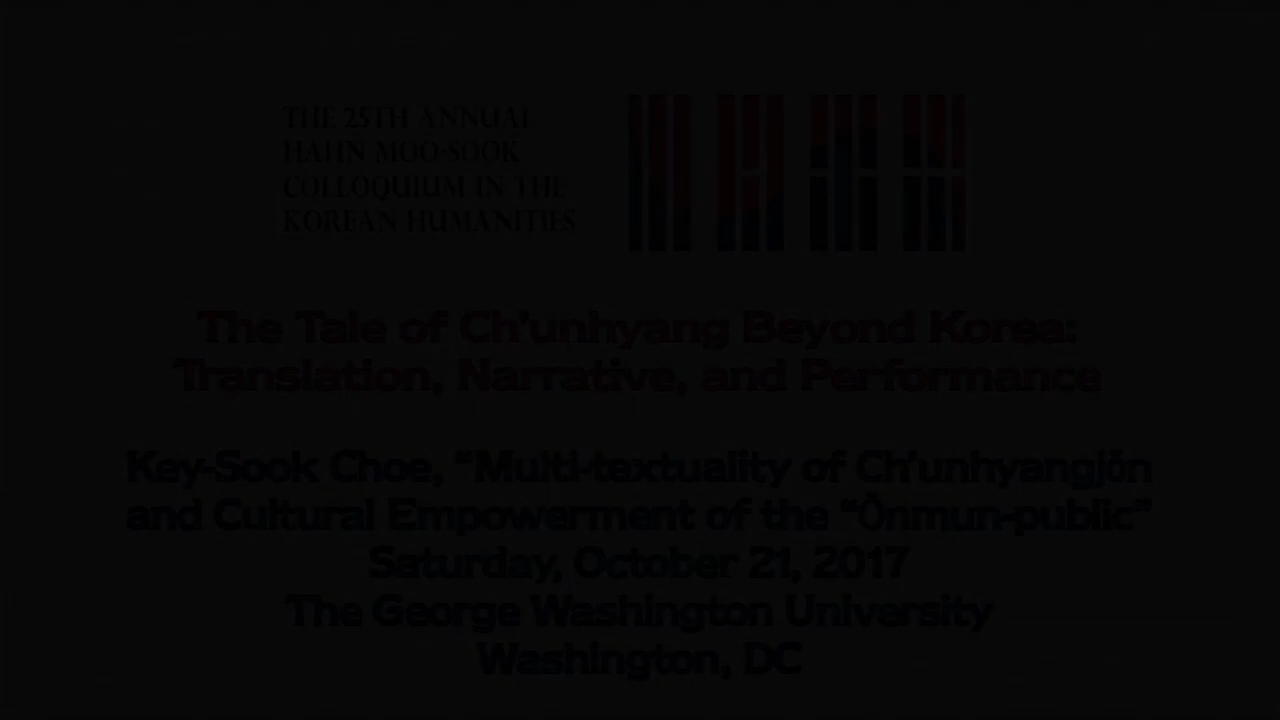 THE 25TH ANNUAL
HAHN MOO-SOOK
COLLOQUIUM IN THE
KOREAN HUMANITIES
The Tale of Ch'unhyang Beyond Korea:
Translation, Narrative, and Performance
Key-Sook Choe, “Multi-textuality of Ch'unhyangjŏn
and Cultural Empowerment of the “Ŏnmun-public”
Saturday, October 21, 2017
The George Washington University
Washington, DC